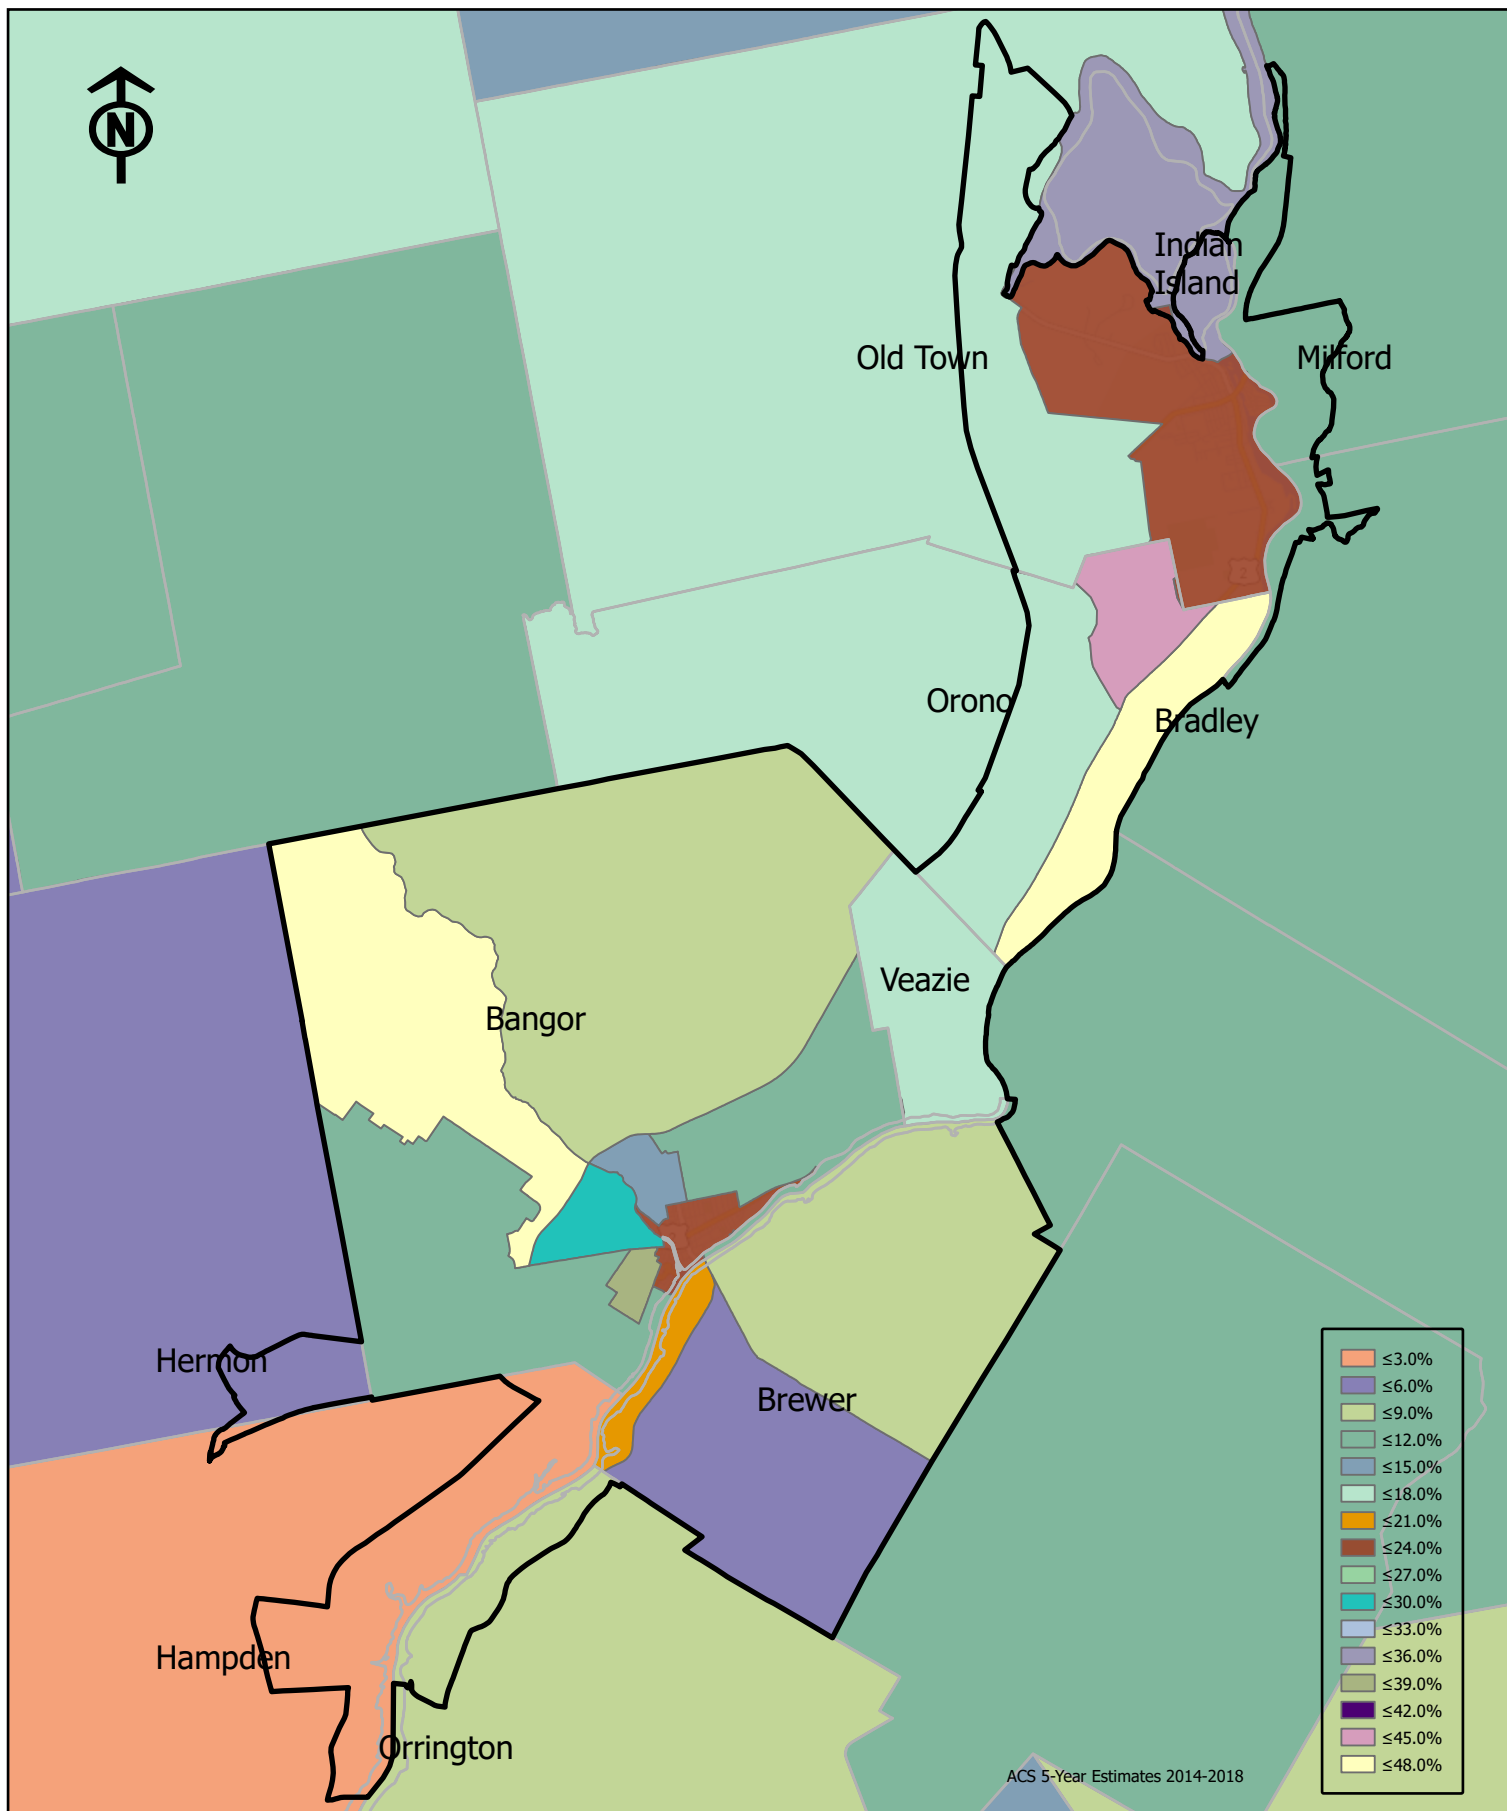 N
Indian
Island
Old Town
Milford
2
Orono
Bradley
Veazie
Bangor
Hermon
Brewer
Hampden
Orrington
≤3.0%
≤6.0%
≤9.0%
≤12.0%
≤15.0%
≤18.0%
≤21.0%
≤24.0%
≤27.0%
≤30.0%
≤33.0%
≤36.0%
≤39.0%
≤42.0%
≤45.0%
≤48.0%
ACS 5-Year Estimates 2014-2018